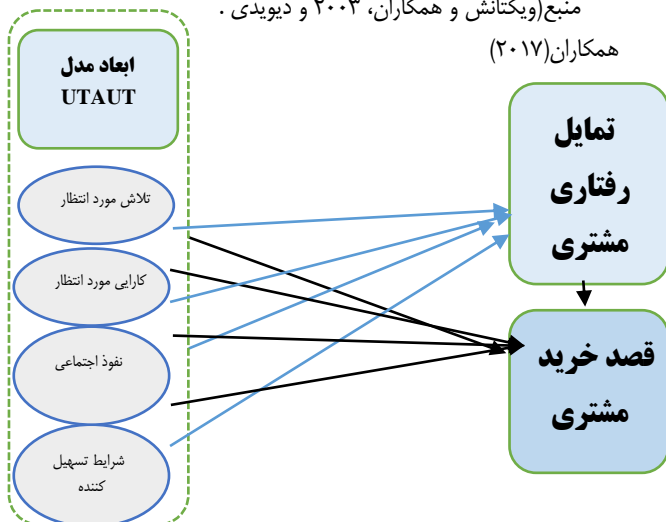 منبع(ویکتانش و همکاران، ۲۰۰۳ و دیویدی .
همکاران(۲۰۱۷)
ابعاد مدل
UTAUT
تمایل
رفتاری
مشتری
تلاش مورد انتظار
کارایی مورد انتظار
نفوذ اجتماعی
قصد خرید
مشتری
شرایط تسهیل
کننده